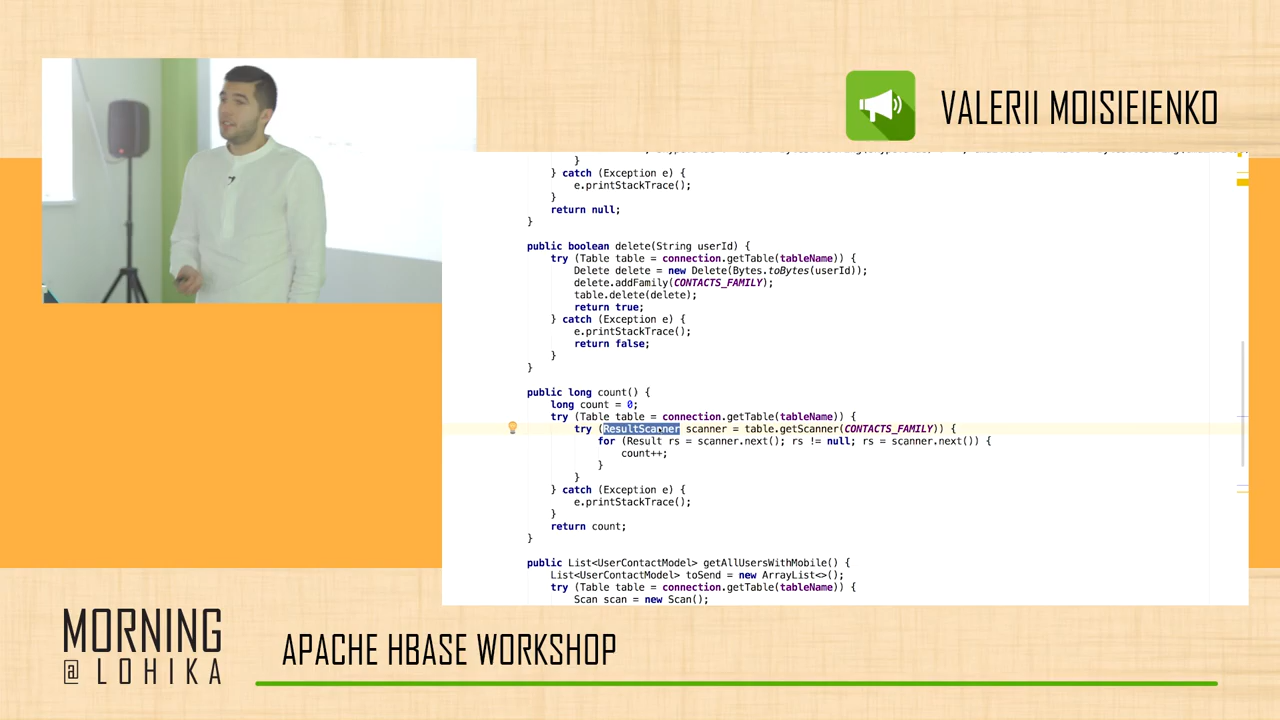 VALERII MOISIEIENKO
}
} catch (Exception e) {
e.printStackTrace();
}
return null;
}
public boolean delete(String userId) {
try (Table table = connection.getTable(tableName)) {
Delete delete = new Delete(Bytes.toBytes(userId));
delete.addFamily(CONTACTS_FAMILY);
table.delete(delete);
return true;
} catch (Exception e) {
e.printStackTrace();
return false;
}
}
public long count() {
long count = 0;
try (Table table = connection.getTable(tableName)) {
try (ResultScanner scanner = table.getScanner(CONTACTS_FAMILY)) {
for (Result rs = scanner.next(); rs != null; rs = scanner.next()) {
count++;
}
}
} catch (Exception e) {
e.printStackTrace();
}
return count;
}
public List<UserContactModel> getAllUsersWithMobile() {
List<UserContactModel> toSend = new ArrayList<>();
try (Table table = connection.getTable(tableName)) {
Scan scan = new Scan();
MORNING
@ LOHIKA
APACHE HBASE WORKSHOP